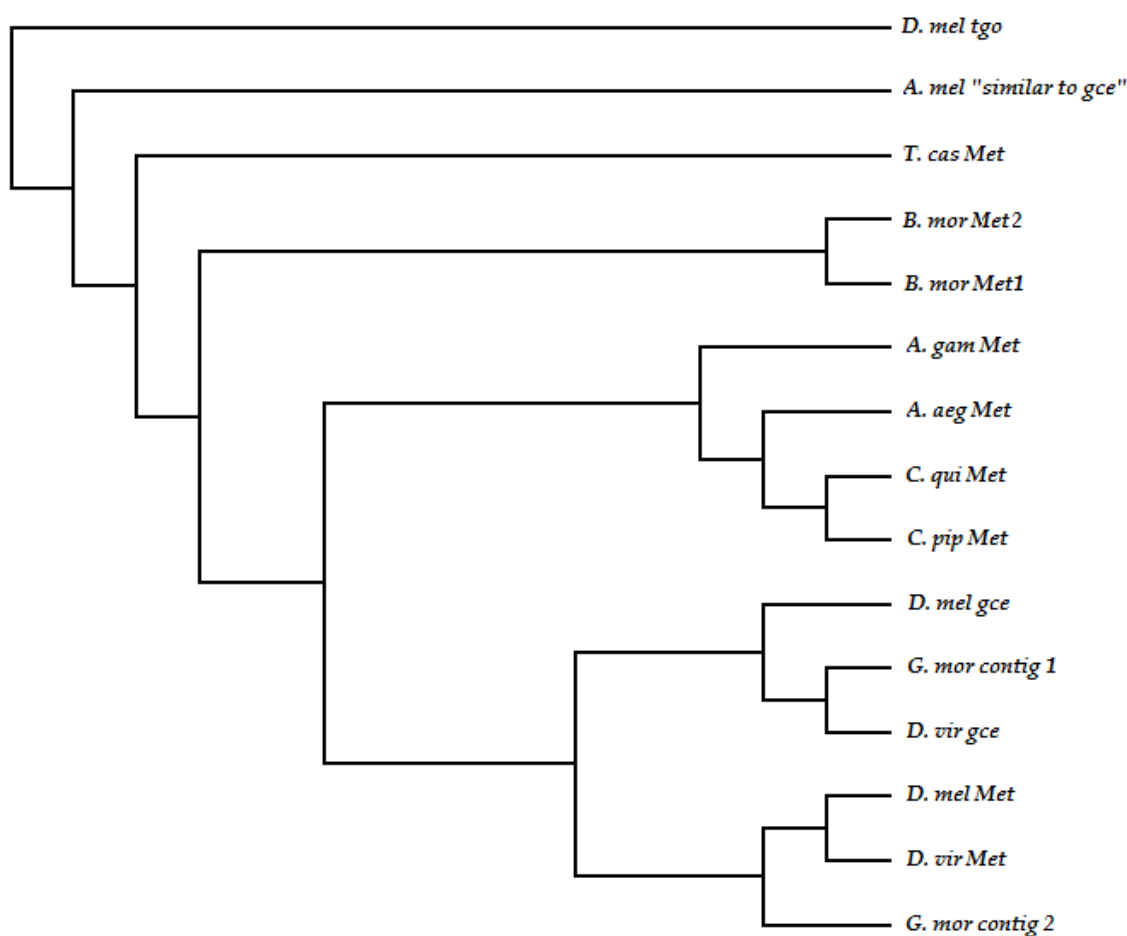 D. mel tgo
A. mel "similar to gce"
T. cas Met
B. mor Met2
B. mor Met1
A. gam Met
A. aeg Met
C. qui Met
C. pip Met
D. mel gce
G. mor contig 1
D. vir gce
D. mel Met
D. vir Met
G. mor contig 2